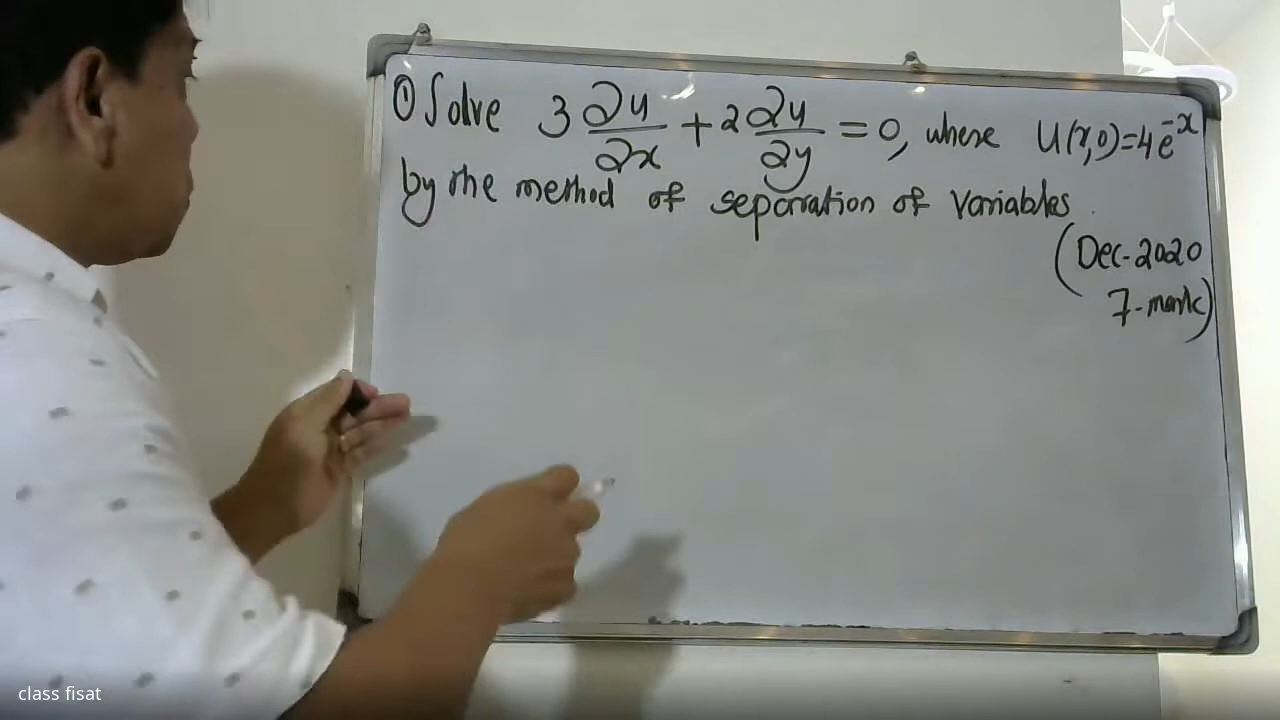 ① Solve 3 ∂u/∂x + 2 ∂u/∂y = 0, where u(x,0)=4e^-x
by the method of separation of variables.
(Dec-2020
7-mark)
class fisat